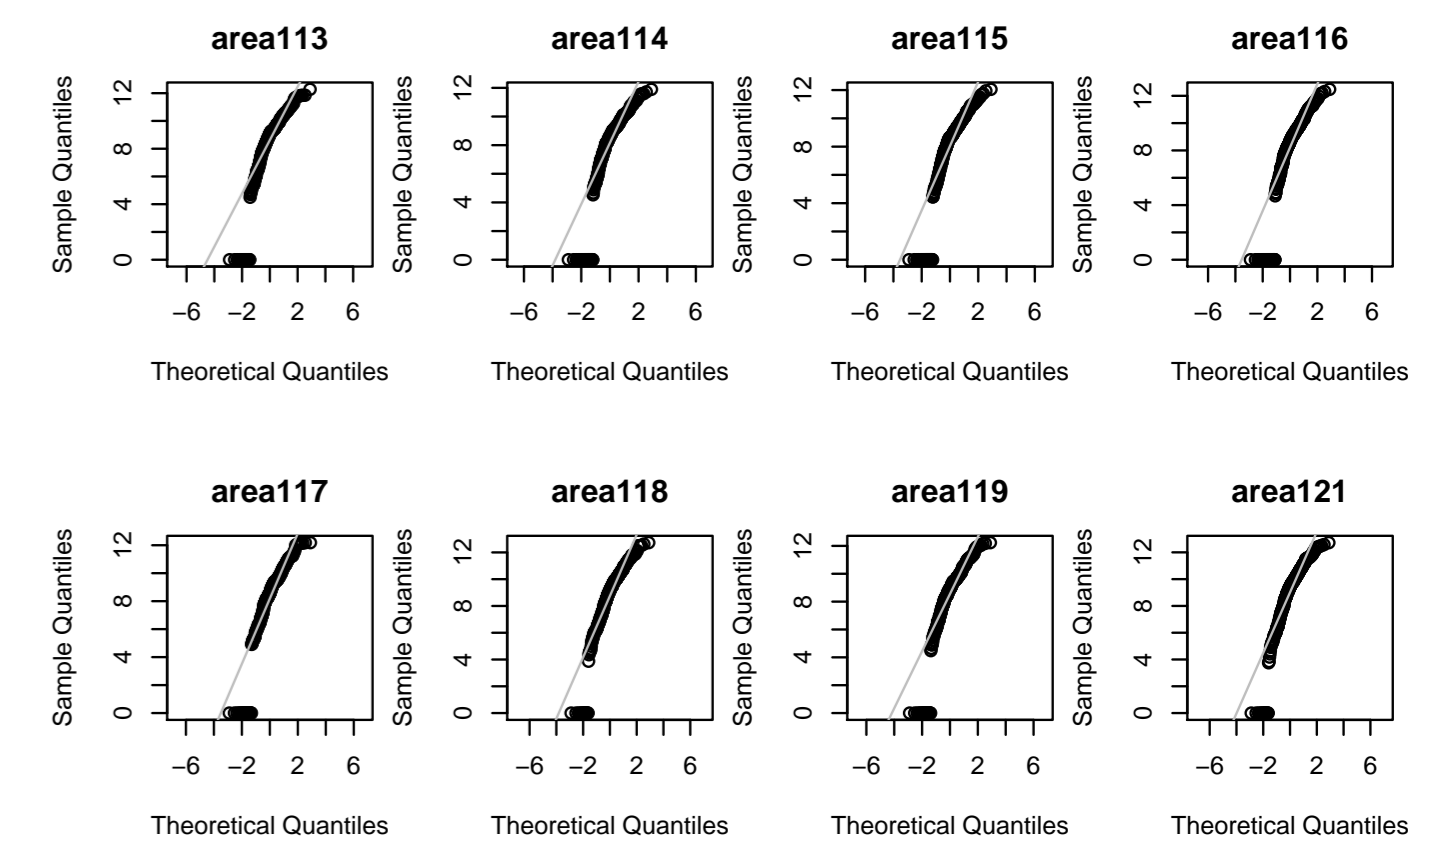 area113 area114 area115 area116
Sample Quantiles Sample Quantiles Sample Quantiles Sample Quantiles
12 12 12 12
8 8 8 8
4 4 4 4
0 0 0 0
−6 −2 2 6 −6 −2 2 6 −6 −2 2 6 −6 −2 2 6
Theoretical Quantiles Theoretical Quantiles Theoretical Quantiles Theoretical Quantiles
area117 area118 area119 area121
Sample Quantiles Sample Quantiles Sample Quantiles Sample Quantiles
12 12 12 12
8 8 8 8
4 4 4 4
0 0 0 0
−6 −2 2 6 −6 −2 2 6 −6 −2 2 6 −6 −2 2 6
Theoretical Quantiles Theoretical Quantiles Theoretical Quantiles Theoretical Quantiles